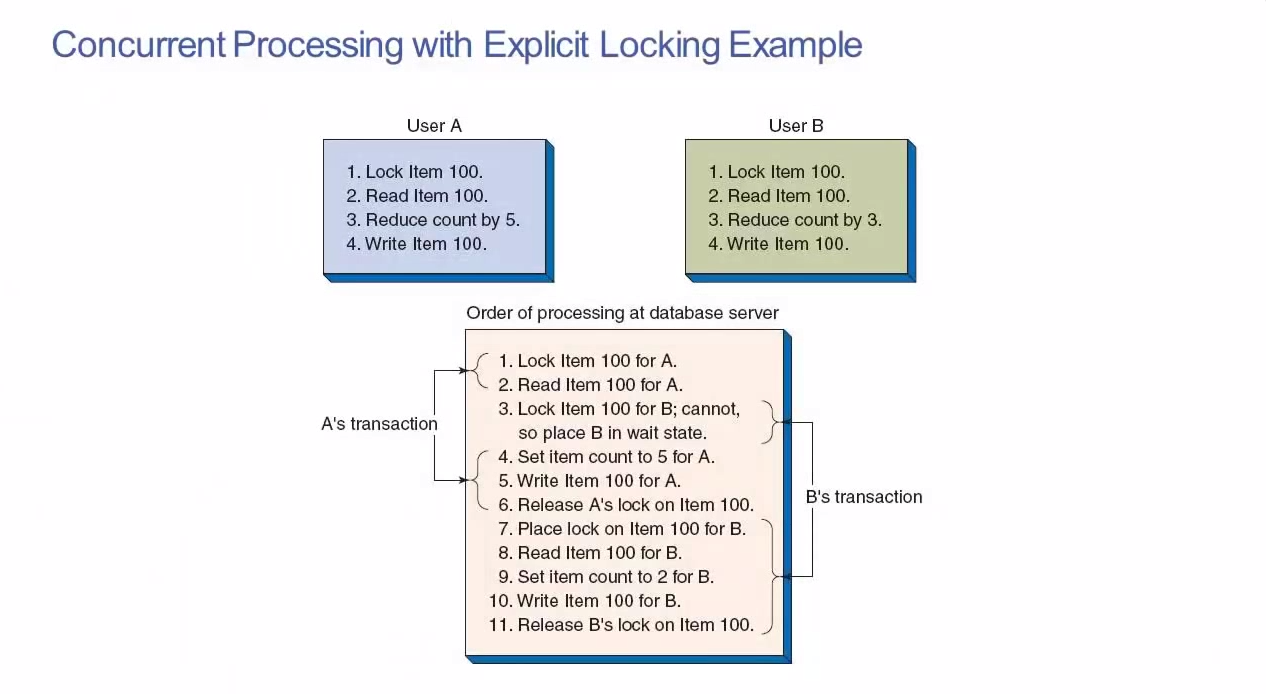 Concurrent Processing with Explicit Locking Example
User A
1. Lock Item 100.
2. Read Item 100.
3. Reduce count by 5.
4. Write Item 100.
User B
1. Lock Item 100.
2. Read Item 100.
3. Reduce count by 3.
4. Write Item 100.
Order of processing at database server
1. Lock Item 100 for A.
2. Read Item 100 for A.
3. Lock Item 100 for B; cannot,
so place B in wait state.
4. Set item count to 5 for A.
5. Write Item 100 for A.
6. Release A's lock on Item 100.
7. Place lock on Item 100 for B.
8. Read Item 100 for B.
9. Set item count to 2 for B.
10. Write Item 100 for B.
11. Release B's lock on Item 100.
A's transaction
B's transaction